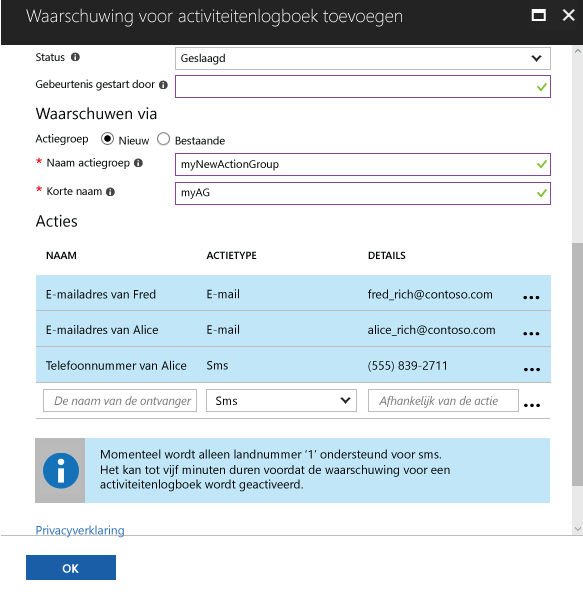 Waarschuwing voor activiteitenlogboek toevoegen
Status Geslaagd
Gebeurtenis gestart door
Waarschuwen via
Actiegroep Nieuw Bestaande
* Naam actiegroep myNewActionGroup
* Korte naam myAG
Acties
NAAM ACTIETYPE DETAILS
E-mailadres van Fred E-mail fred_rich@contoso.com ...
E-mailadres van Alice E-mail alice_rich@contoso.com ...
Telefoonnummer van Alice Sms (555) 839-2711 ...
De naam van de ontvanger Sms Afhankelijk van de actie ...
Momenteel wordt alleen landnummer '1' ondersteund voor sms.
Het kan tot vijf minuten duren voordat de waarschuwing voor een
activiteitenlogboek wordt geactiveerd.
Privacyverklaring
OK